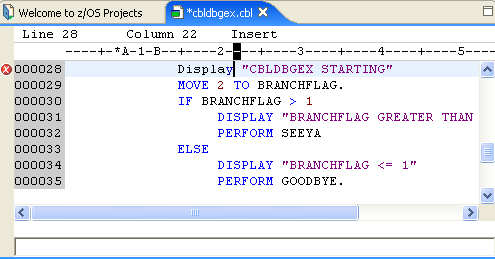 Welcome to z/OS Projects *cbldbgex.cbl
Line 28 Column 22 Insert
----+-*A-1-B--+----2----+----3----+----4----+----5----
000028 Display "CBLDBGEX STARTING"
000029 MOVE 2 TO BRANCHFLAG.
000030 IF BRANCHFLAG > 1
000031 DISPLAY "BRANCHFLAG GREATER THAN
000032 PERFORM SEEYA
000033 ELSE
000034 DISPLAY "BRANCHFLAG <= 1"
000035 PERFORM GOODBYE.